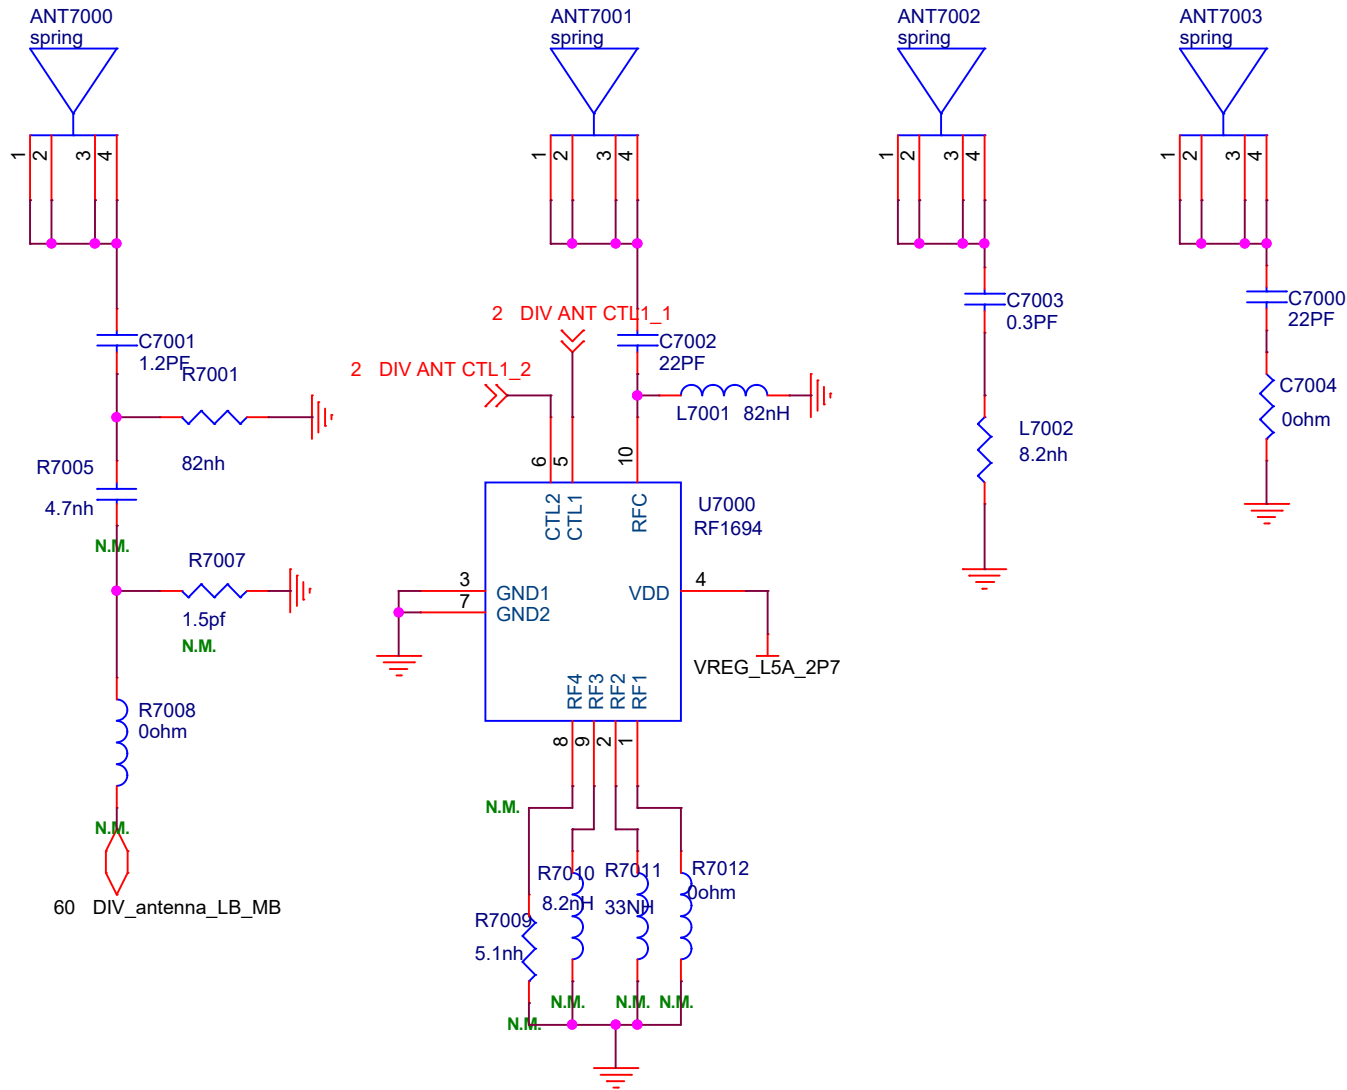 ANT7000
spring
ANT7001
spring
ANT7002
spring
ANT7003
spring
1
2
3
4
1
2
3
4
1
2
3
4
1
2
3
4
C7001
1.2PF
R7001
82nh
R7005
4.7nh
N.M.
R7007
1.5pf
N.M.
R7008
0ohm
N.M.
60 DIV_antenna_LB_MB
2 DIV ANT CTL1_1
2 DIV ANT CTL1_2
C7002
22PF
L7001 82nH
6
5
10
CTL2
CTL1
RFC
U7000
RF1694
3
GND1
7
GND2
VDD
4
VREG_L5A_2P7
RF4
RF3
RF2
RF1
8
9
2
1
N.M.
R7010
8.2nH
R7011
33NH
R7012
0ohm
R7009
5.1nh
N.M.
N.M.
N.M.
N.M.
C7003
0.3PF
L7002
8.2nh
C7000
22PF
C7004
0ohm